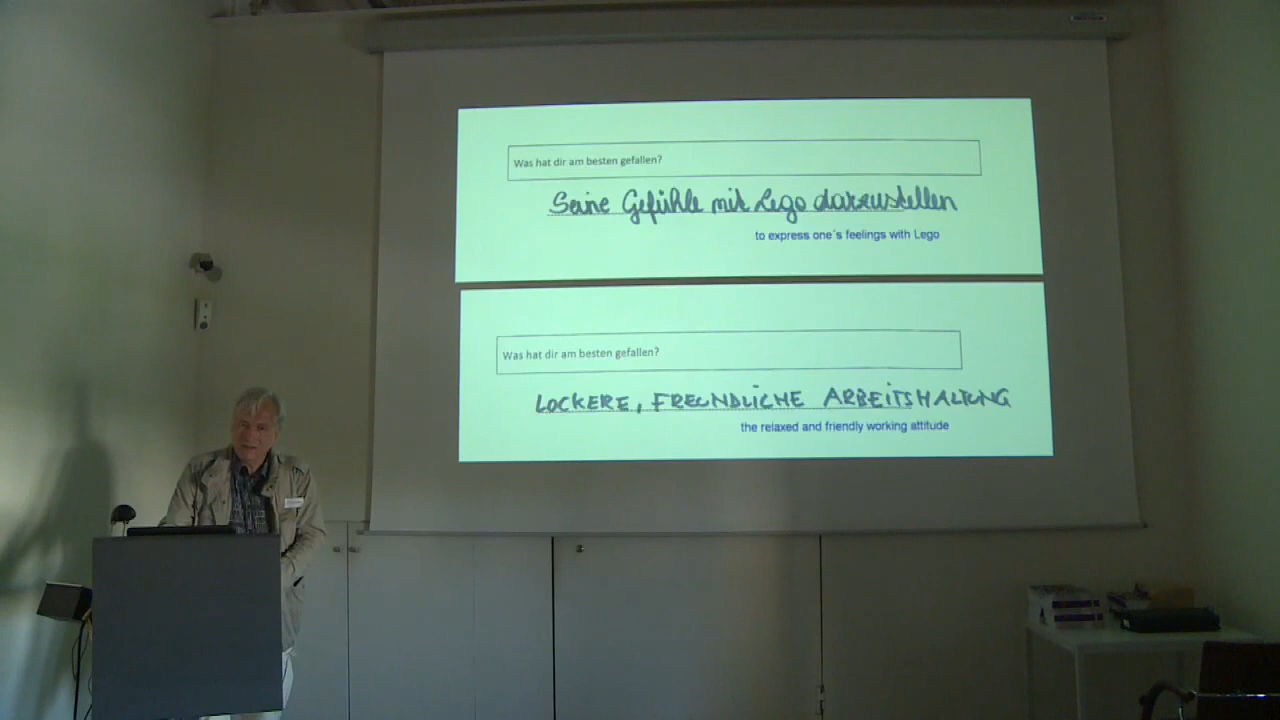 Was hat dir am besten gefallen?
Seine Gefühle mit Lego darzustellen
to express one´s feelings with Lego
Was hat dir am besten gefallen?
LOCKERE, FREUNDLICHE ARBEITSHALTUNG
the relaxed and friendly working attitude